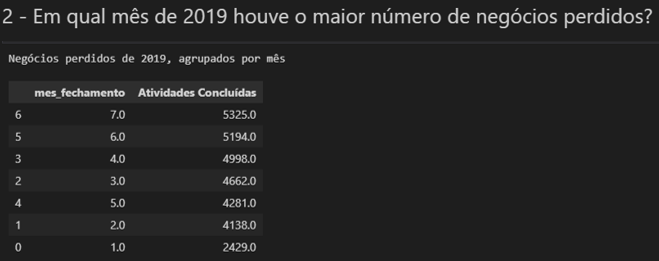 2 - Em qual mês de 2019 houve o maior número de negócios perdidos?
Negócios perdidos de 2019, agrupados por mês
mes_fechamento Atividades Concluídas
6 7.0 5325.0
5 6.0 5194.0
3 4.0 4998.0
2 3.0 4662.0
4 5.0 4281.0
1 2.0 4138.0
0 1.0 2429.0